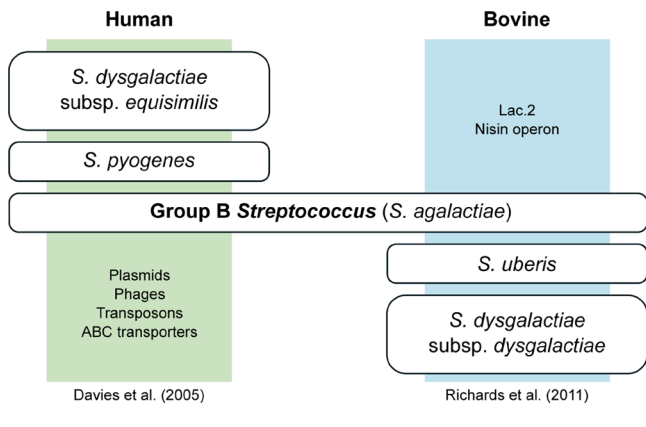 Human
Bovine
S. dysgalactiae
subsp. equisimilis
Lac.2
Nisin operon
S. pyogenes
Group B Streptococcus (S. agalactiae)
S. uberis
Plasmids
Phages
Transposons
ABC transporters
S. dysgalactiae
subsp. dysgalactiae
Davies et al. (2005)
Richards et al. (2011)